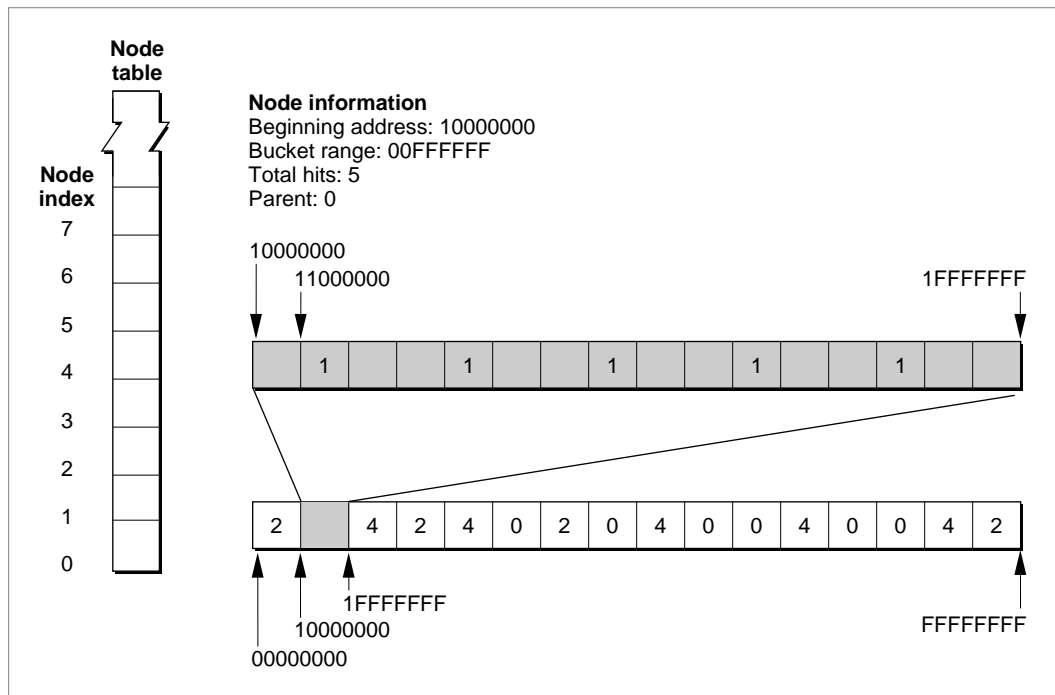 Node
table
Node information
Beginning address: 10000000
Bucket range: 00FFFFFF
Total hits: 5
Parent: 0
Node
index
7
6
5
4
3
2
1
0
10000000
11000000
1FFFFFFF
1 1 1 1 1
2 4 2 4 0 2 0 4 0 0 4 0 0 4 2
1FFFFFFF
10000000
00000000
FFFFFFFF